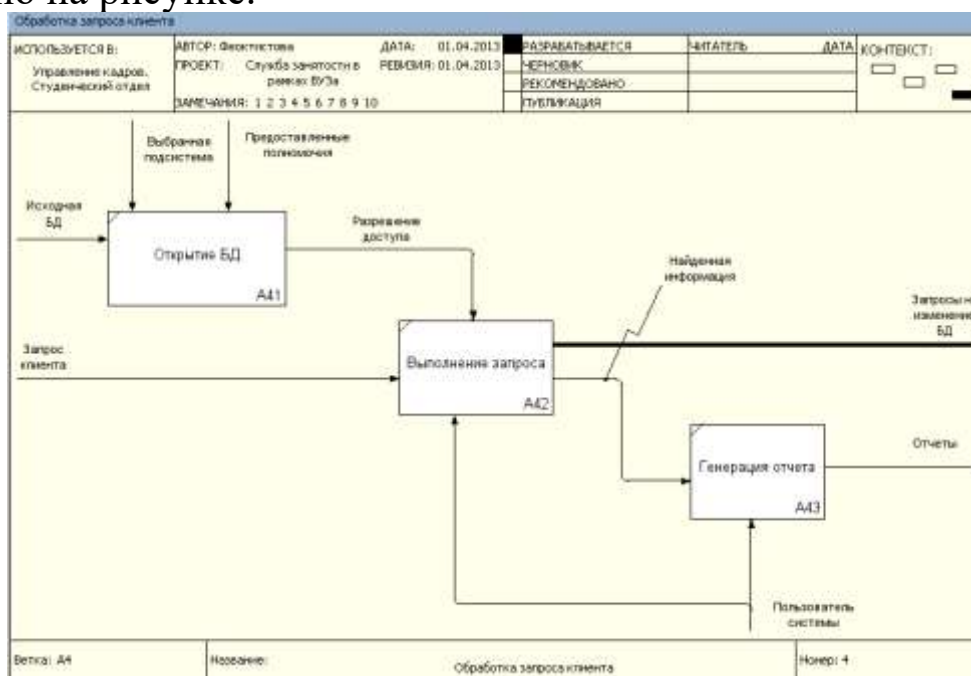 но на рисунке.
Обработка запроса клиента
ИСПОЛЬЗУЕТСЯ В:
Управление кадров,
Студенческий отдел
АВТОР: Феоктистова
ДАТА: 01.04.2013
ПРОЕКТ: Служба занятости в
рамках ВУЗа
РЕВИЗИЯ: 01.04.2013
ЗАМЕЧАНИЯ: 1 2 3 4 5 6 7 8 9 10
РАЗРАБАТЫВАЕТСЯ
ЧЕРНОВИК
РЕКОМЕНДОВАНО
ПУБЛИКАЦИЯ
ЧИТАТЕЛЬ
ДАТА
КОНТЕКСТ:
Выбранная
подсистема
Предоставленные
полномочия
Исходная
БД
Открытие БД
A41
Разрешение
доступа
Найденная
информация
Запросы н
изменение
БД
Запрос
клиента
Выполнение запроса
A42
Генерация отчета
A43
Отчеты
Пользователь
системы
Ветка: A4
Название:
Обработка запроса клиента
Номер: 4